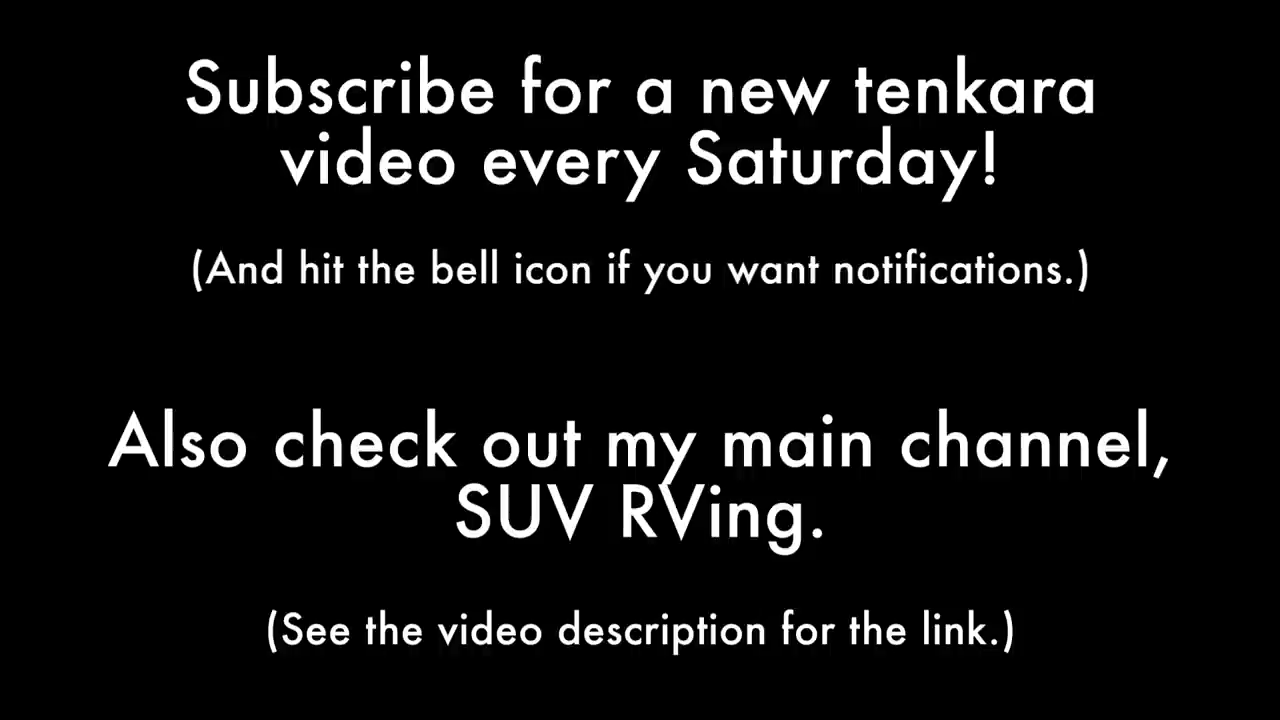 Subscribe for a new tenkara
video every Saturday!
(And hit the bell icon if you want notifications.)
Also check out my main channel,
SUV RVing.
(See the video description for the link.)